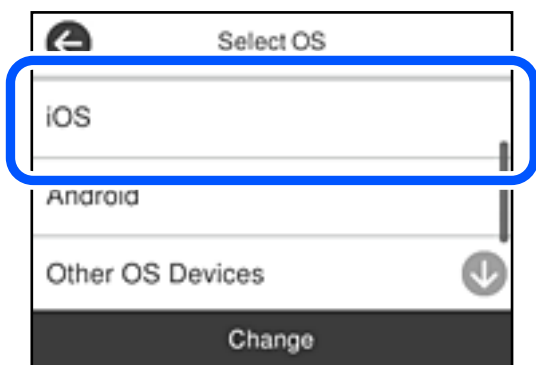 Select OS
iOS
Android
Other OS Devices
Change